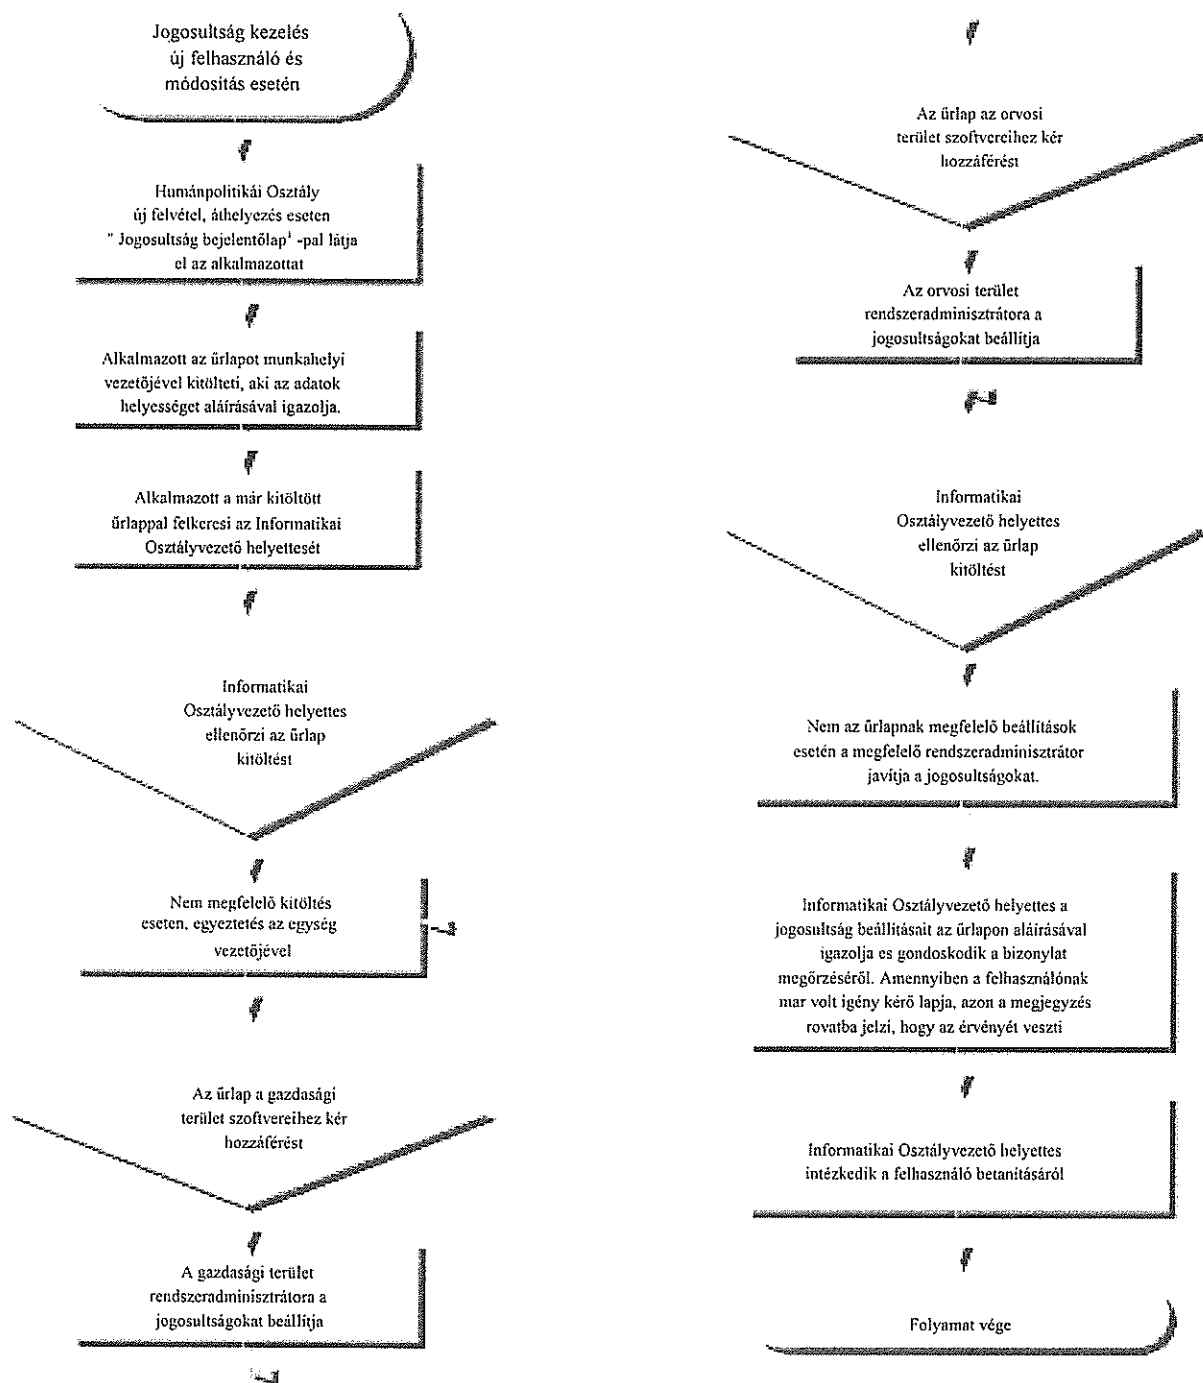 Jogosultság kezelés
új felhasználó és
módosítás esetén
Humánpolitikái Osztály
új felvétel, áthelyezés eseten
" Jogosultság bejelentőlap¹ -pal látja
el az alkalmazottat
Alkalmazott az űrlapot munkahelyi
vezetőjével kitölteti, aki az adatok
helyességet aláírásával igazolja.
Alkalmazott a már kitöltött
űrlappal felkeresi az Informatikai
Osztályvezető helyettesét
Informatikai
Osztályvezető helyettes
ellenőrzi az űrlap
kitöltést
Nem megfelelő kitöltés
eseten, egyeztetés az egység
vezetőjével
Az űrlap a gazdasági
terület szoftvereihez kér
hozzáférést
A gazdasági terület
rendszeradminisztrátora a
jogosultságokat beállítja
Az űrlap az orvosi
terület szoftvereihez kér
hozzáférést
Az orvosi terület
rendszeradminisztrátora a
jogosultságokat beállítja
Informatikai
Osztályvezető helyettes
ellenőrzi az űrlap
kitöltést
Nem az űrlapnak megfelelő beállítások
esetén a megfelelő rendszeradminisztrátor
javítja a jogosultságokat.
Informatikai Osztályvezető helyettes a
jogosultság beállításait az űrlapon aláírásával
igazolja es gondoskodik a bizonylat
megőrzéséről. Amennyiben a felhasználónak
mar volt igény kérő lapja, azon a megjegyzés
rovatba jelzi, hogy az érvényét veszti
Informatikai Osztályvezető helyettes
intézkedik a felhasználó betanításáról
Folyamat vége